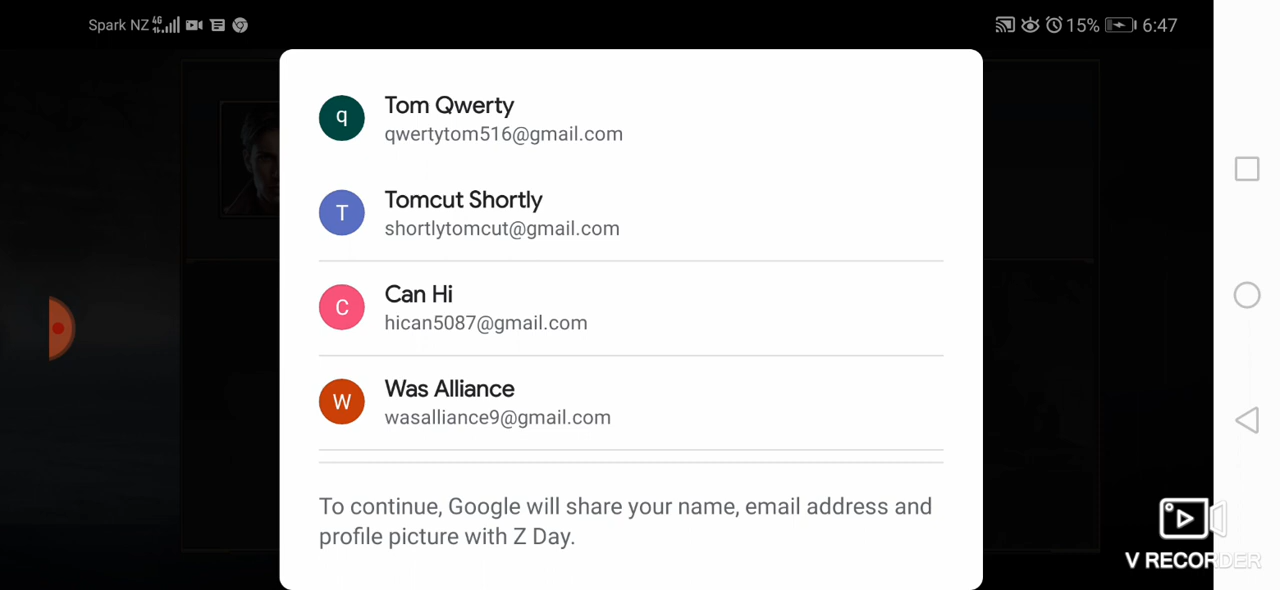 Spark NZ 4G 15% 6:47
q Tom Qwerty
qwertytom516@gmail.com
T Tomcut Shortly
shortlytomcut@gmail.com
C Can Hi
hican5087@gmail.com
W Was Alliance
wasalliance9@gmail.com
To continue, Google will share your name, email address and
profile picture with Z Day.
V RECORDER